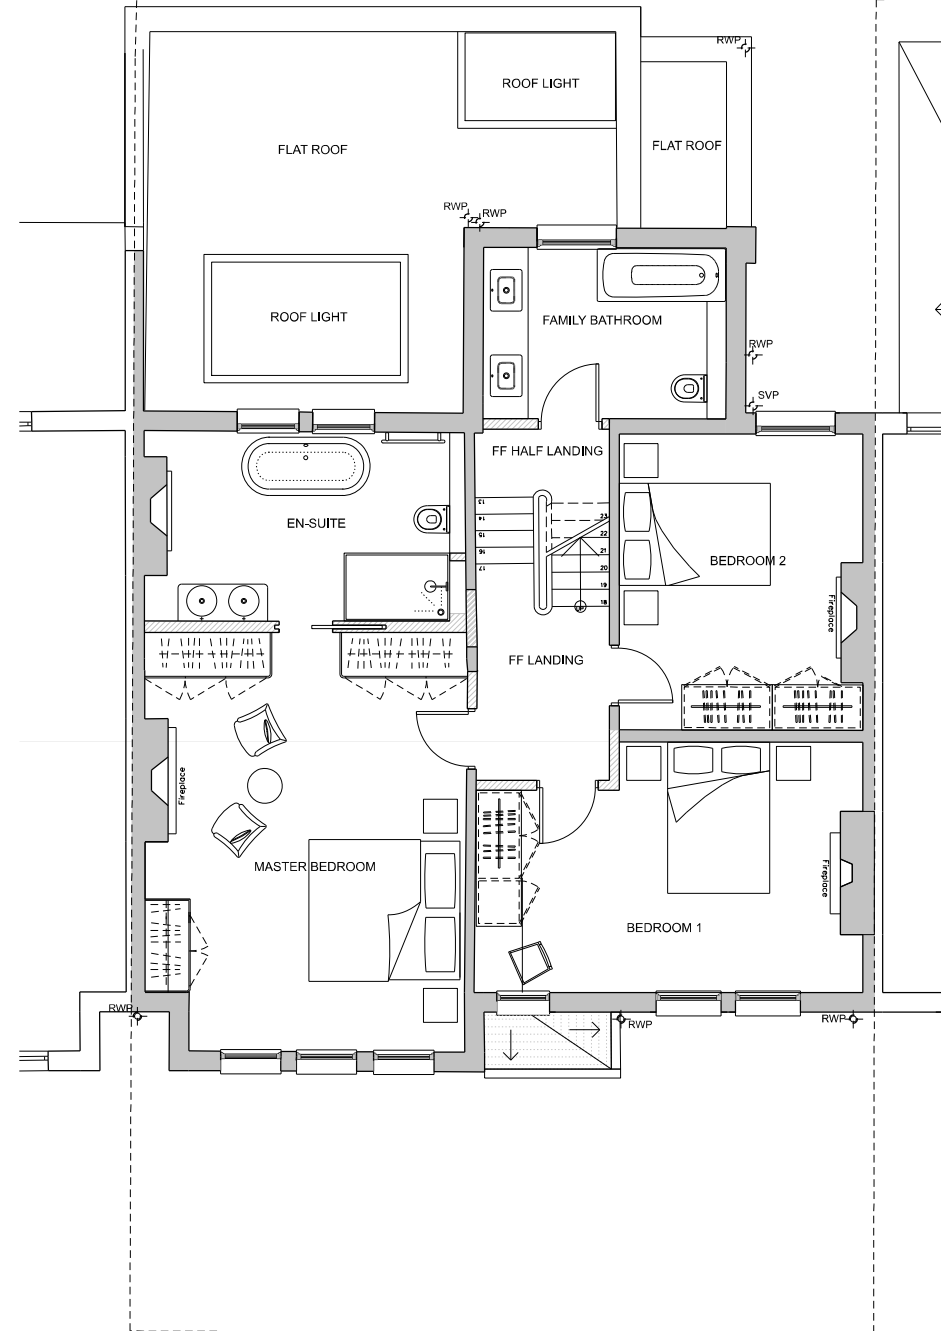 RWP
ROOF LIGHT
FLAT ROOF
FLAT ROOF
RWP
RWP
ROOF LIGHT
FAMILY BATHROOM
RWP
SVP
FF HALF LANDING
EN-SUITE
13
14
15
16
17
23
22
21
20
19
18
BEDROOM 2
Fireplace
FF LANDING
Fireplace
MASTER BEDROOM
Fireplace
BEDROOM 1
RWP
RWP
RWP